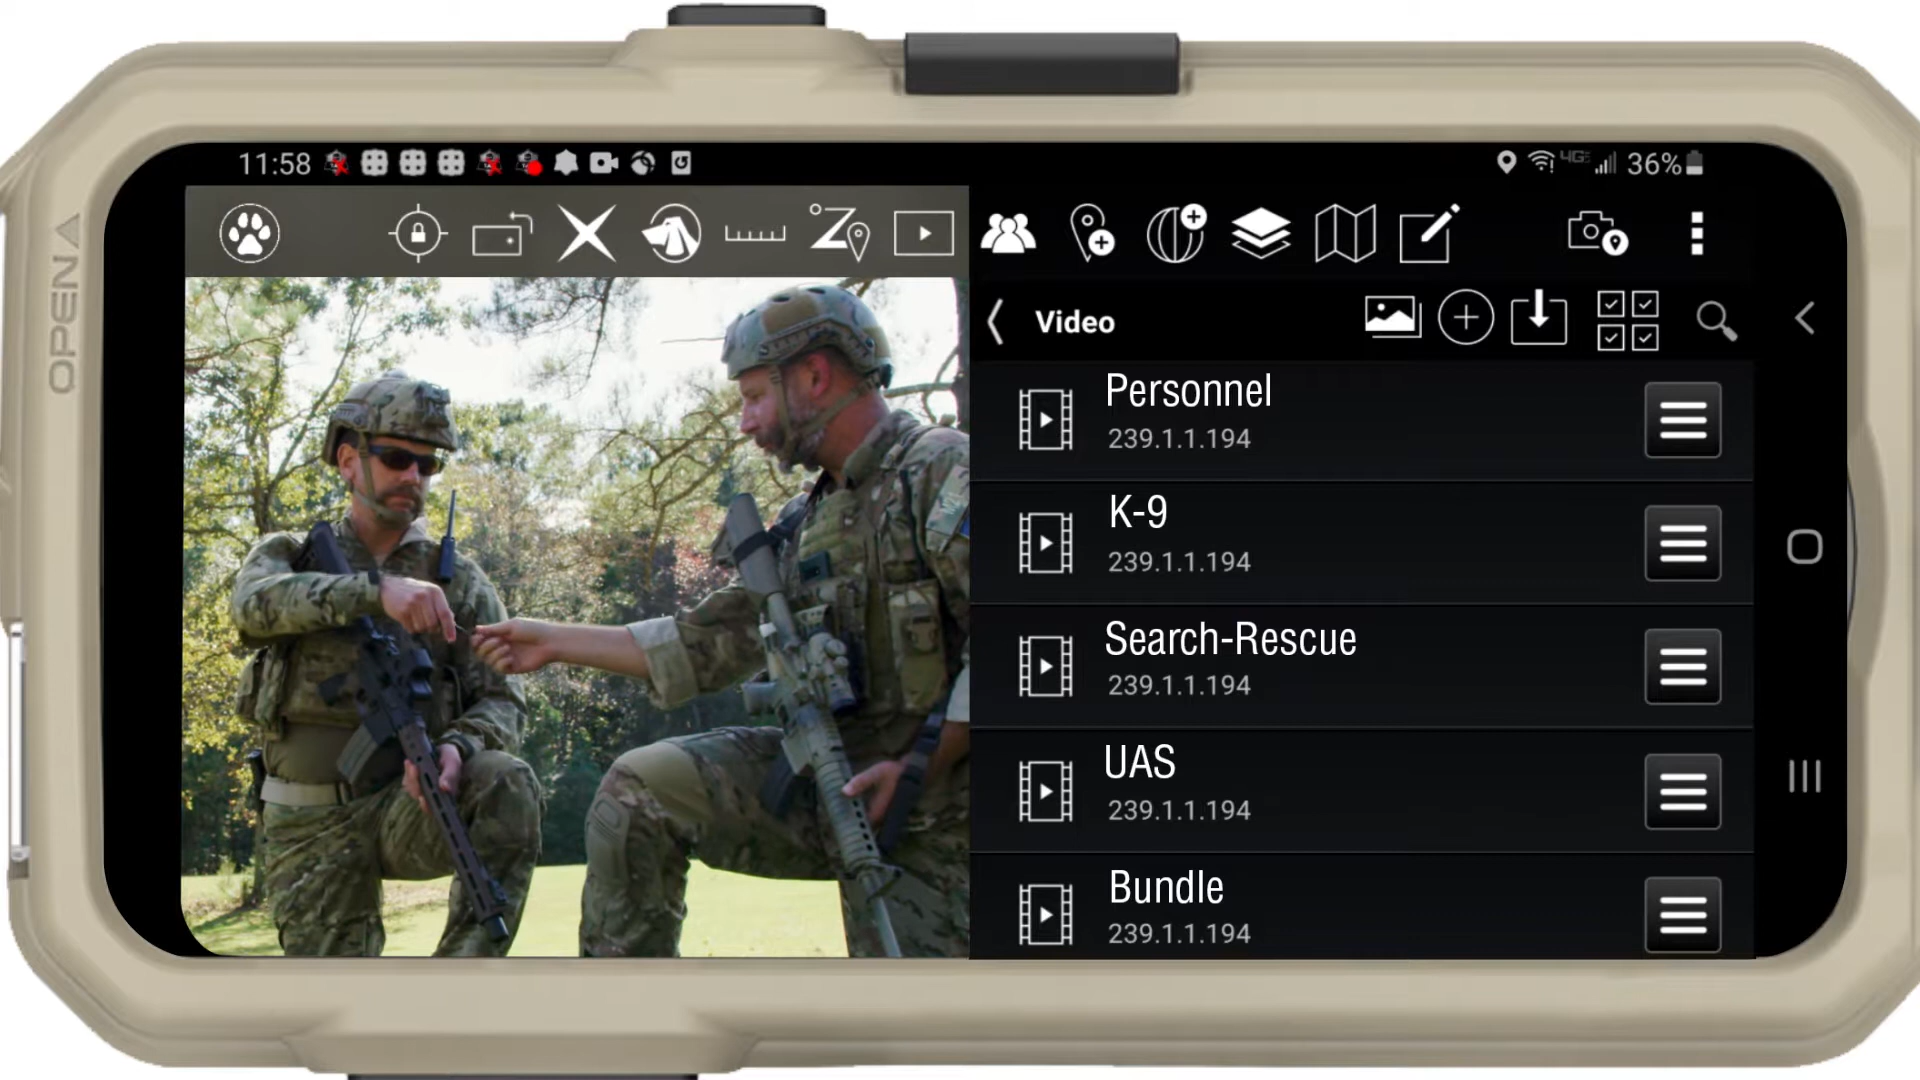 OPEN
11:58
4GE
36%
Video
Personnel
239.1.1.194
K-9
239.1.1.194
Search-Rescue
239.1.1.194
UAS
239.1.1.194
Bundle
239.1.1.194